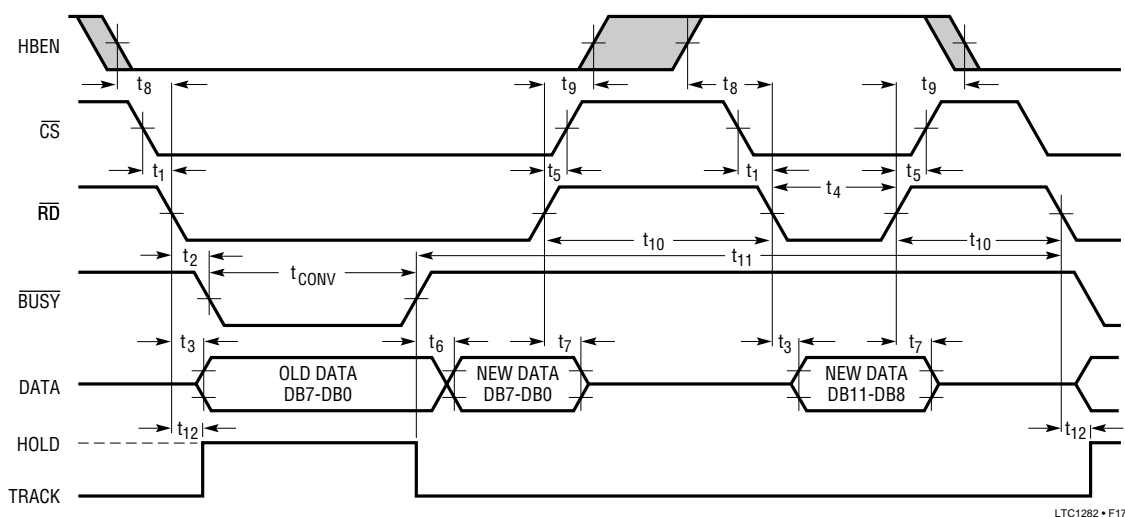 HBEN
t8 t9 t8 t9
CS
t1 t5 t1 t4 t5
RD
t2 tCONV t10 t11 t10
BUSY
t3 t6 t7 t3 t7
DATA
OLD DATA
DB7-DB0
NEW DATA
DB7-DB0
NEW DATA
DB11-DB8
t12 t12
HOLD
TRACK
LTC1282 • F17